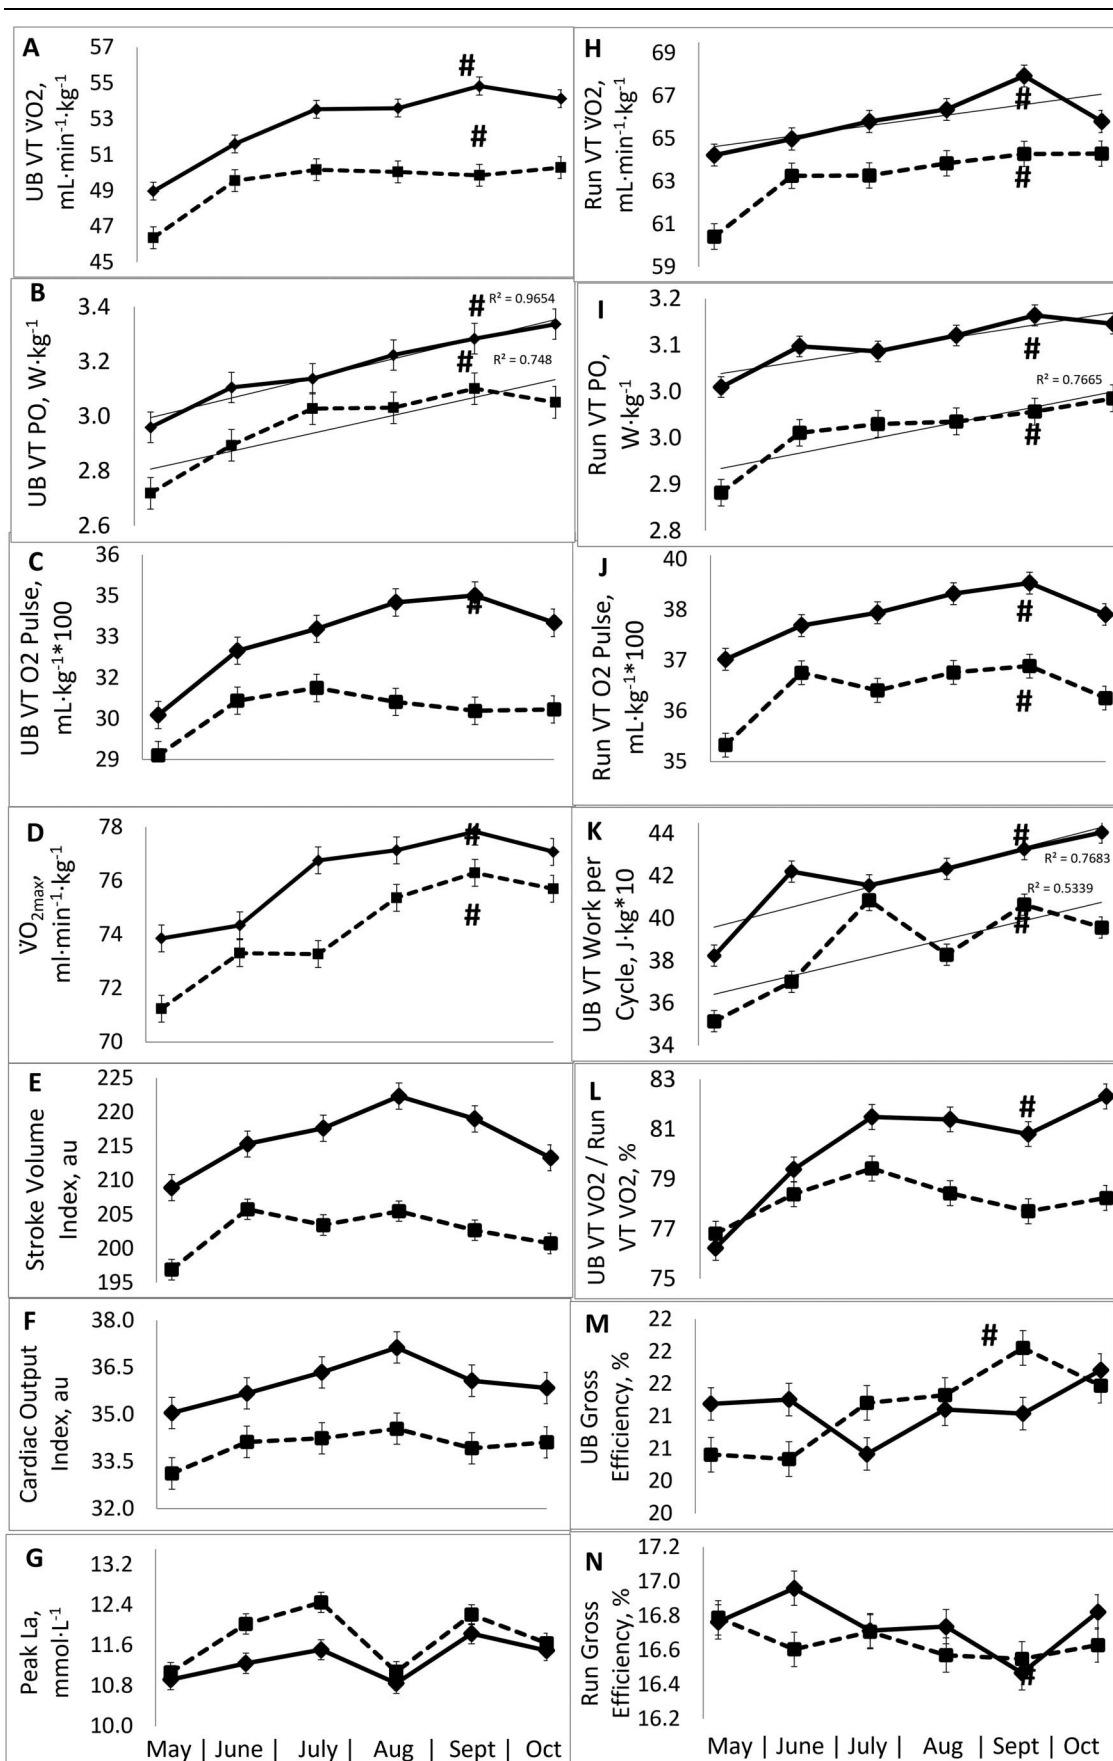 A
UB VT V̇O2,
mL·min⁻¹·kg⁻¹
57
55
53
51
49
47
45
#
#
B
UB VT PO, W·kg⁻¹
3.4
3.2
3.0
2.8
2.6
#
R² = 0.9654
#
R² = 0.748
C
UB VT O2 Pulse,
mL·kg⁻¹*100
36
35
33
32
30
29
#
D
V̇O₂max,
ml·min⁻¹·kg⁻¹
78
76
74
72
70
#
#
E
Stroke Volume
Index, au
225
220
215
210
205
200
195
F
Cardiac Output
Index, au
38.0
36.5
35.0
33.5
32.0
G
Peak La,
mmol·L⁻¹
13.2
12.4
11.6
10.8
10.0
May | June | July | Aug | Sept | Oct
H
Run VT V̇O2,
mL·min⁻¹·kg⁻¹
69
67
65
63
61
59
#
#
I
Run VT PO,
W·kg⁻¹
3.2
3.1
3.0
3.0
2.9
2.8
#
R² = 0.7665
#
J
Run VT O2 Pulse,
mL·kg⁻¹*100
40
38
37
36
35
#
#
K
UB VT Work per
Cycle, J·kg*10
44
42
40
38
36
34
#
R² = 0.7683
R² = 0.5339
#
L
UB VT VO2 / Run
VT VO2, %
83
81
79
77
75
#
M
UB Gross
Efficiency, %
22
22
22
21
21
20
20
#
N
Run Gross
Efficiency, %
17.2
17.0
16.8
16.6
16.4
16.2
#
May | June | July | Aug | Sept | Oct